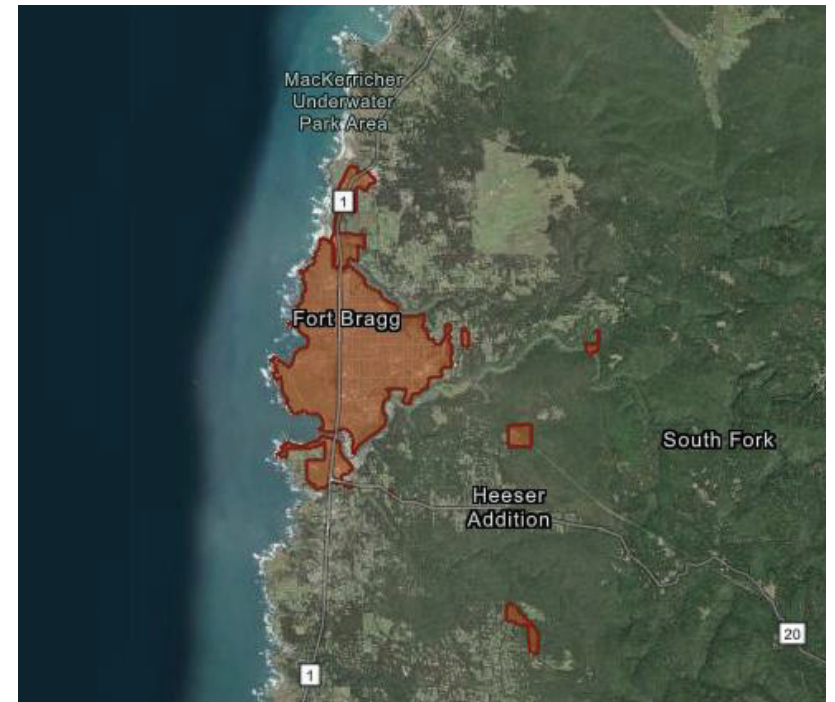 MacKerricher
Underwater
Park Area
1
Fort Bragg
South Fork
Heeser
Addition
20
1